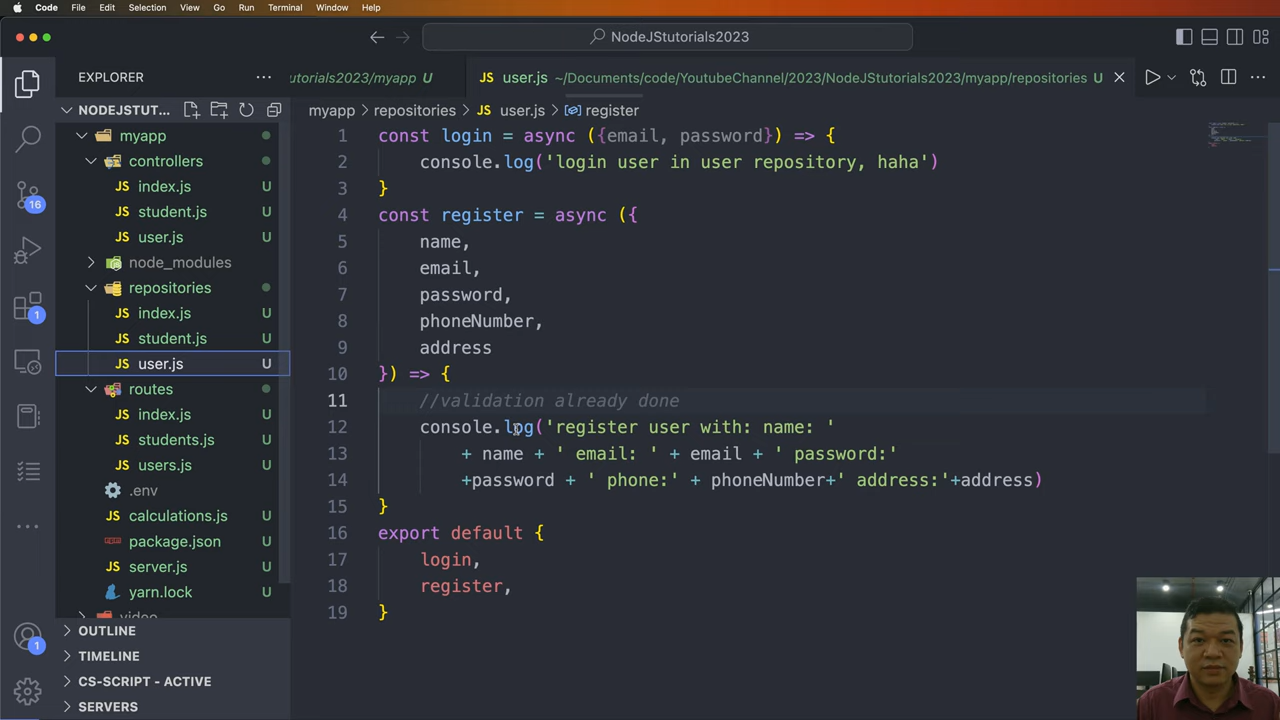 Code File Edit Selection View Go Run Terminal Window Help
NodeJStutorials2023
EXPLORER
utorials2023/myapp U
JS user.js ~/Documents/code/YoutubeChannel/2023/NodeJStutorials2023/myapp/repositories U
NODEJSTUT...
myapp > repositories > JS user.js > register
myapp
controllers
JS index.js U
JS student.js U
JS user.js U
node_modules
repositories
JS index.js U
JS student.js U
JS user.js U
routes
JS index.js U
JS students.js U
JS users.js U
.env U
JS calculations.js U
package.json U
JS server.js U
yarn.lock U
OUTLINE
TIMELINE
CS-SCRIPT - ACTIVE
SERVERS
16
1
1
1 const login = async ({email, password}) => {
2 console.log('login user in user repository, haha')
3 }
4 const register = async ({
5 name,
6 email,
7 password,
8 phoneNumber,
9 address
10 }) => {
11 //validation already done
12 console.log('register user with: name: '
13 + name + ' email: ' + email + ' password:'
14 +password + ' phone:' + phoneNumber+' address:'+address)
15 }
16 export default {
17 login,
18 register,
19 }